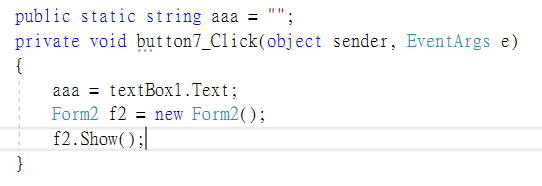 public static string aaa = "";
private void button7_Click(object sender, EventArgs e)
{
aaa = textBox1.Text;
Form2 f2 = new Form2();
f2.Show();
}